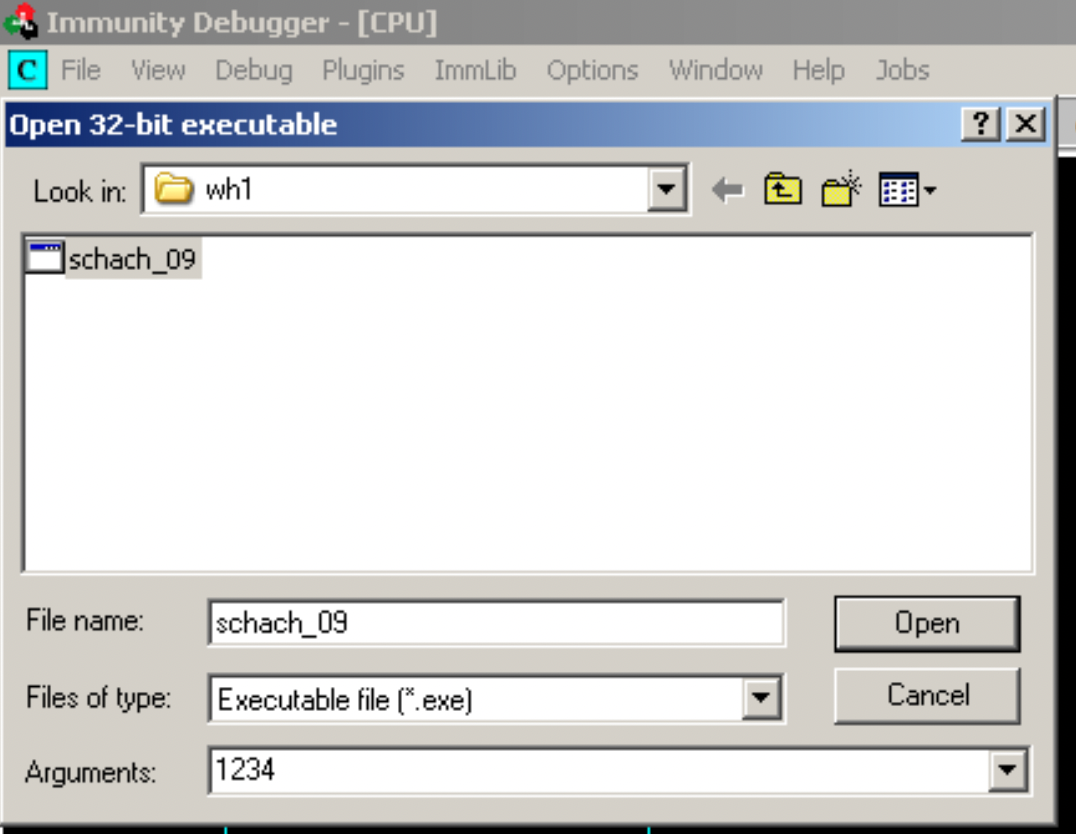 Immunity Debugger - [CPU]
C File View Debug Plugins ImmLib Options Window Help Jobs
Open 32-bit executable
Look in: wh1
schach_09
File name: schach_09 Open
Files of type: Executable file (*.exe) Cancel
Arguments: 1234